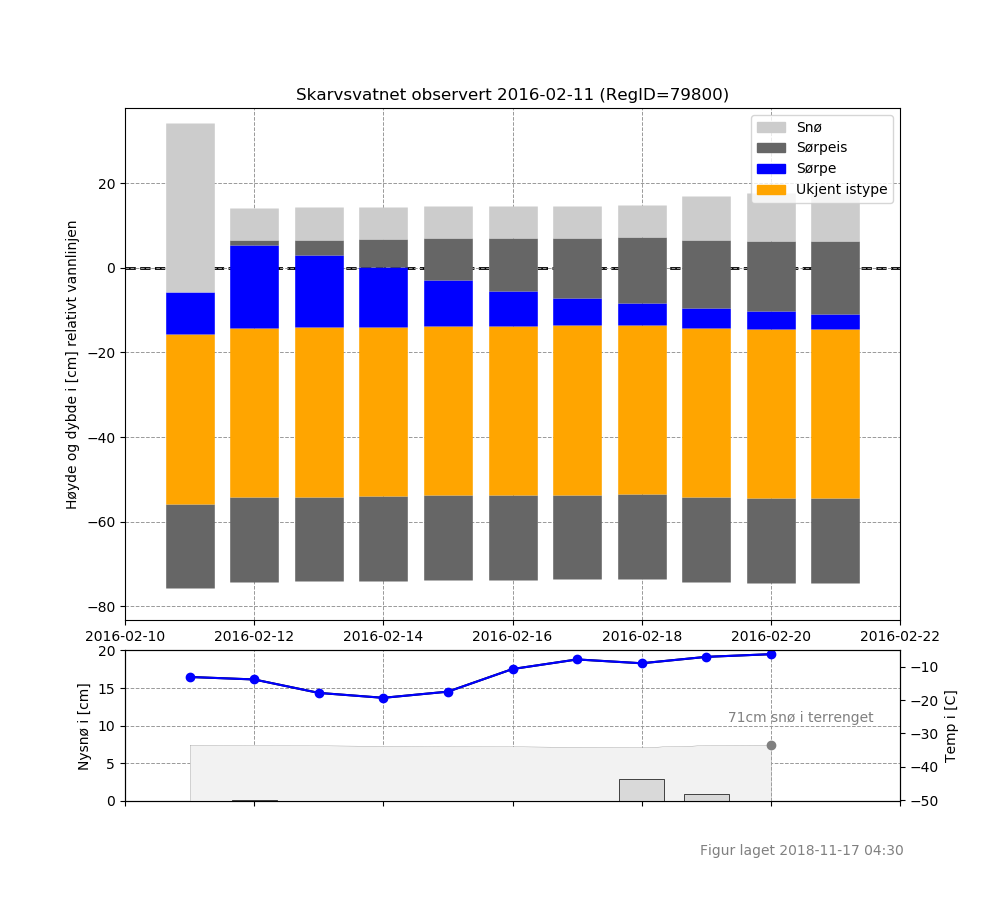 Skarvsvatnet observert 2016-02-11 (RegID=79800)
Snø
Sørpeis
Sørpe
Ukjent istype
Høyde og dybde i [cm] relativt vannlinjen
20
0
−20
−40
−60
−80
2016-02-10 2016-02-12 2016-02-14 2016-02-16 2016-02-18 2016-02-20 2016-02-22
Nysnø i [cm]
20
15
10
5
0
71cm snø i terrenget
−10
−20
−30
−40
−50
Temp i [C]
Figur laget 2018-11-17 04:30